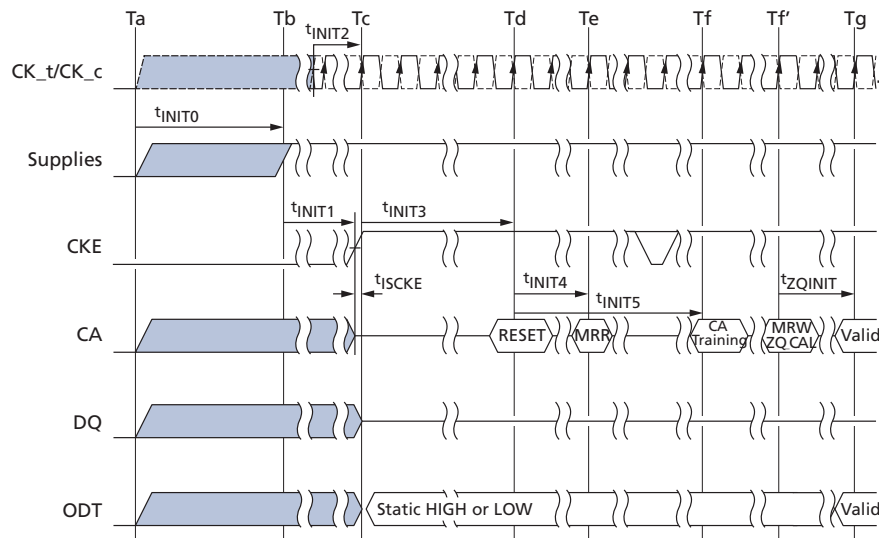 Ta Tb Tc Td Te Tf Tf' Tg
tINIT2
CK_t/CK_c
tINIT0
Supplies
tINIT1 tINIT3
CKE
tISCKE tINIT4 tZQINIT
tINIT5
CA RESET MRR CA Training MRW ZQ CAL Valid
DQ
ODT Static HIGH or LOW Valid